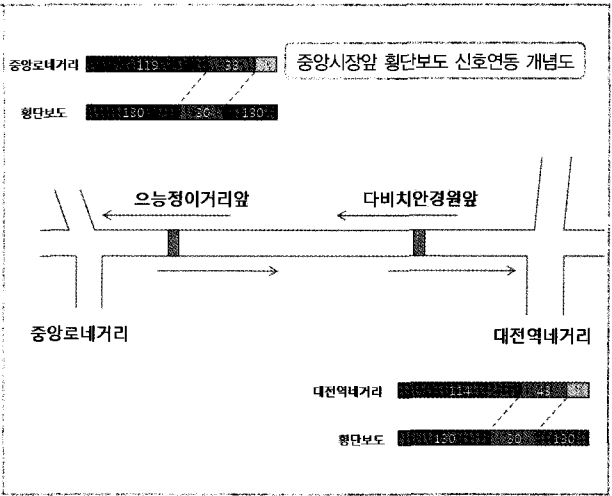 중앙로네거리 119 38
중앙시장앞 횡단보도 신호연동 개념도
횡단보도 130 30 130
으능정이거리앞 다비치안경원앞
중앙로네거리 대전역네거리
대전역네거리 114 43
횡단보도 130 30 130